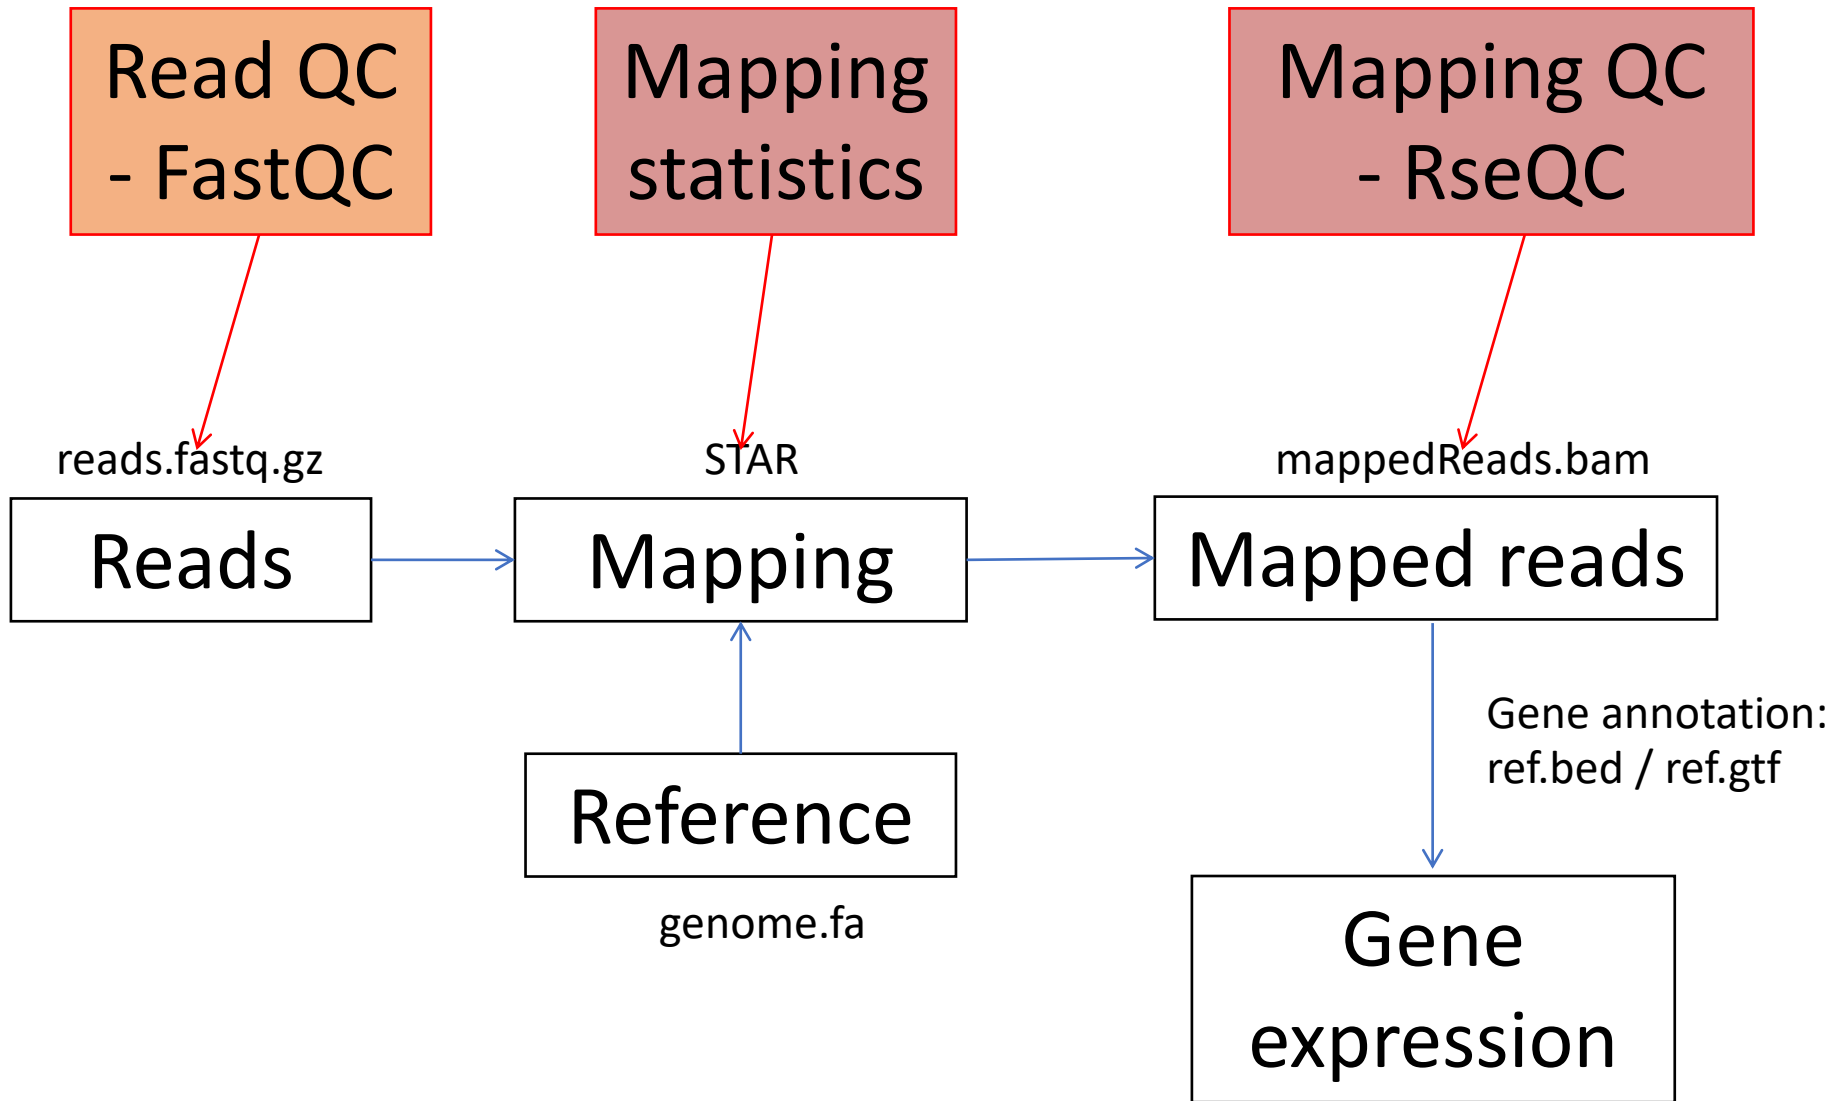 Read QC
- FastQC
Mapping
statistics
Mapping QC
- RseQC
reads.fastq.gz
STAR
mappedReads.bam
Reads
Mapping
Mapped reads
Gene annotation:
ref.bed / ref.gtf
Reference
genome.fa
Gene
expression